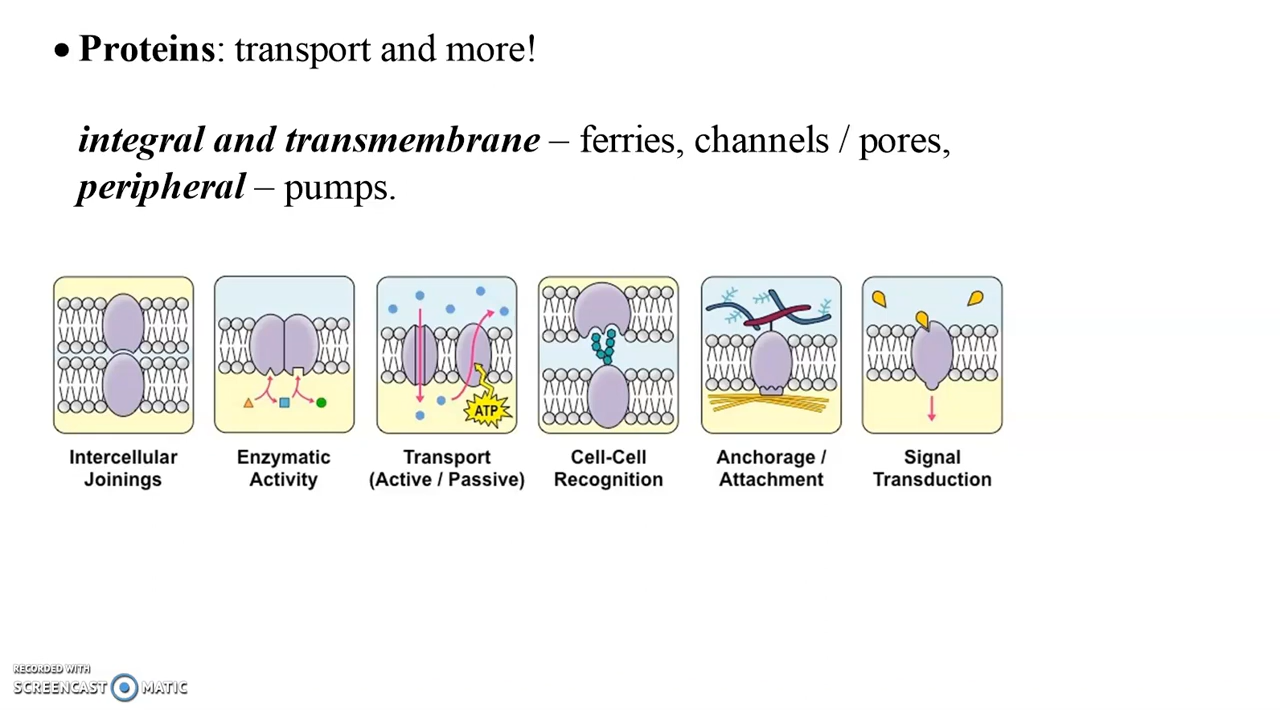 • Proteins: transport and more!
integral and transmembrane – ferries, channels / pores,
peripheral – pumps.
ATP
Intercellular Joinings
Enzymatic Activity
Transport (Active / Passive)
Cell-Cell Recognition
Anchorage / Attachment
Signal Transduction
RECORDED WITH
SCREENCAST MATIC